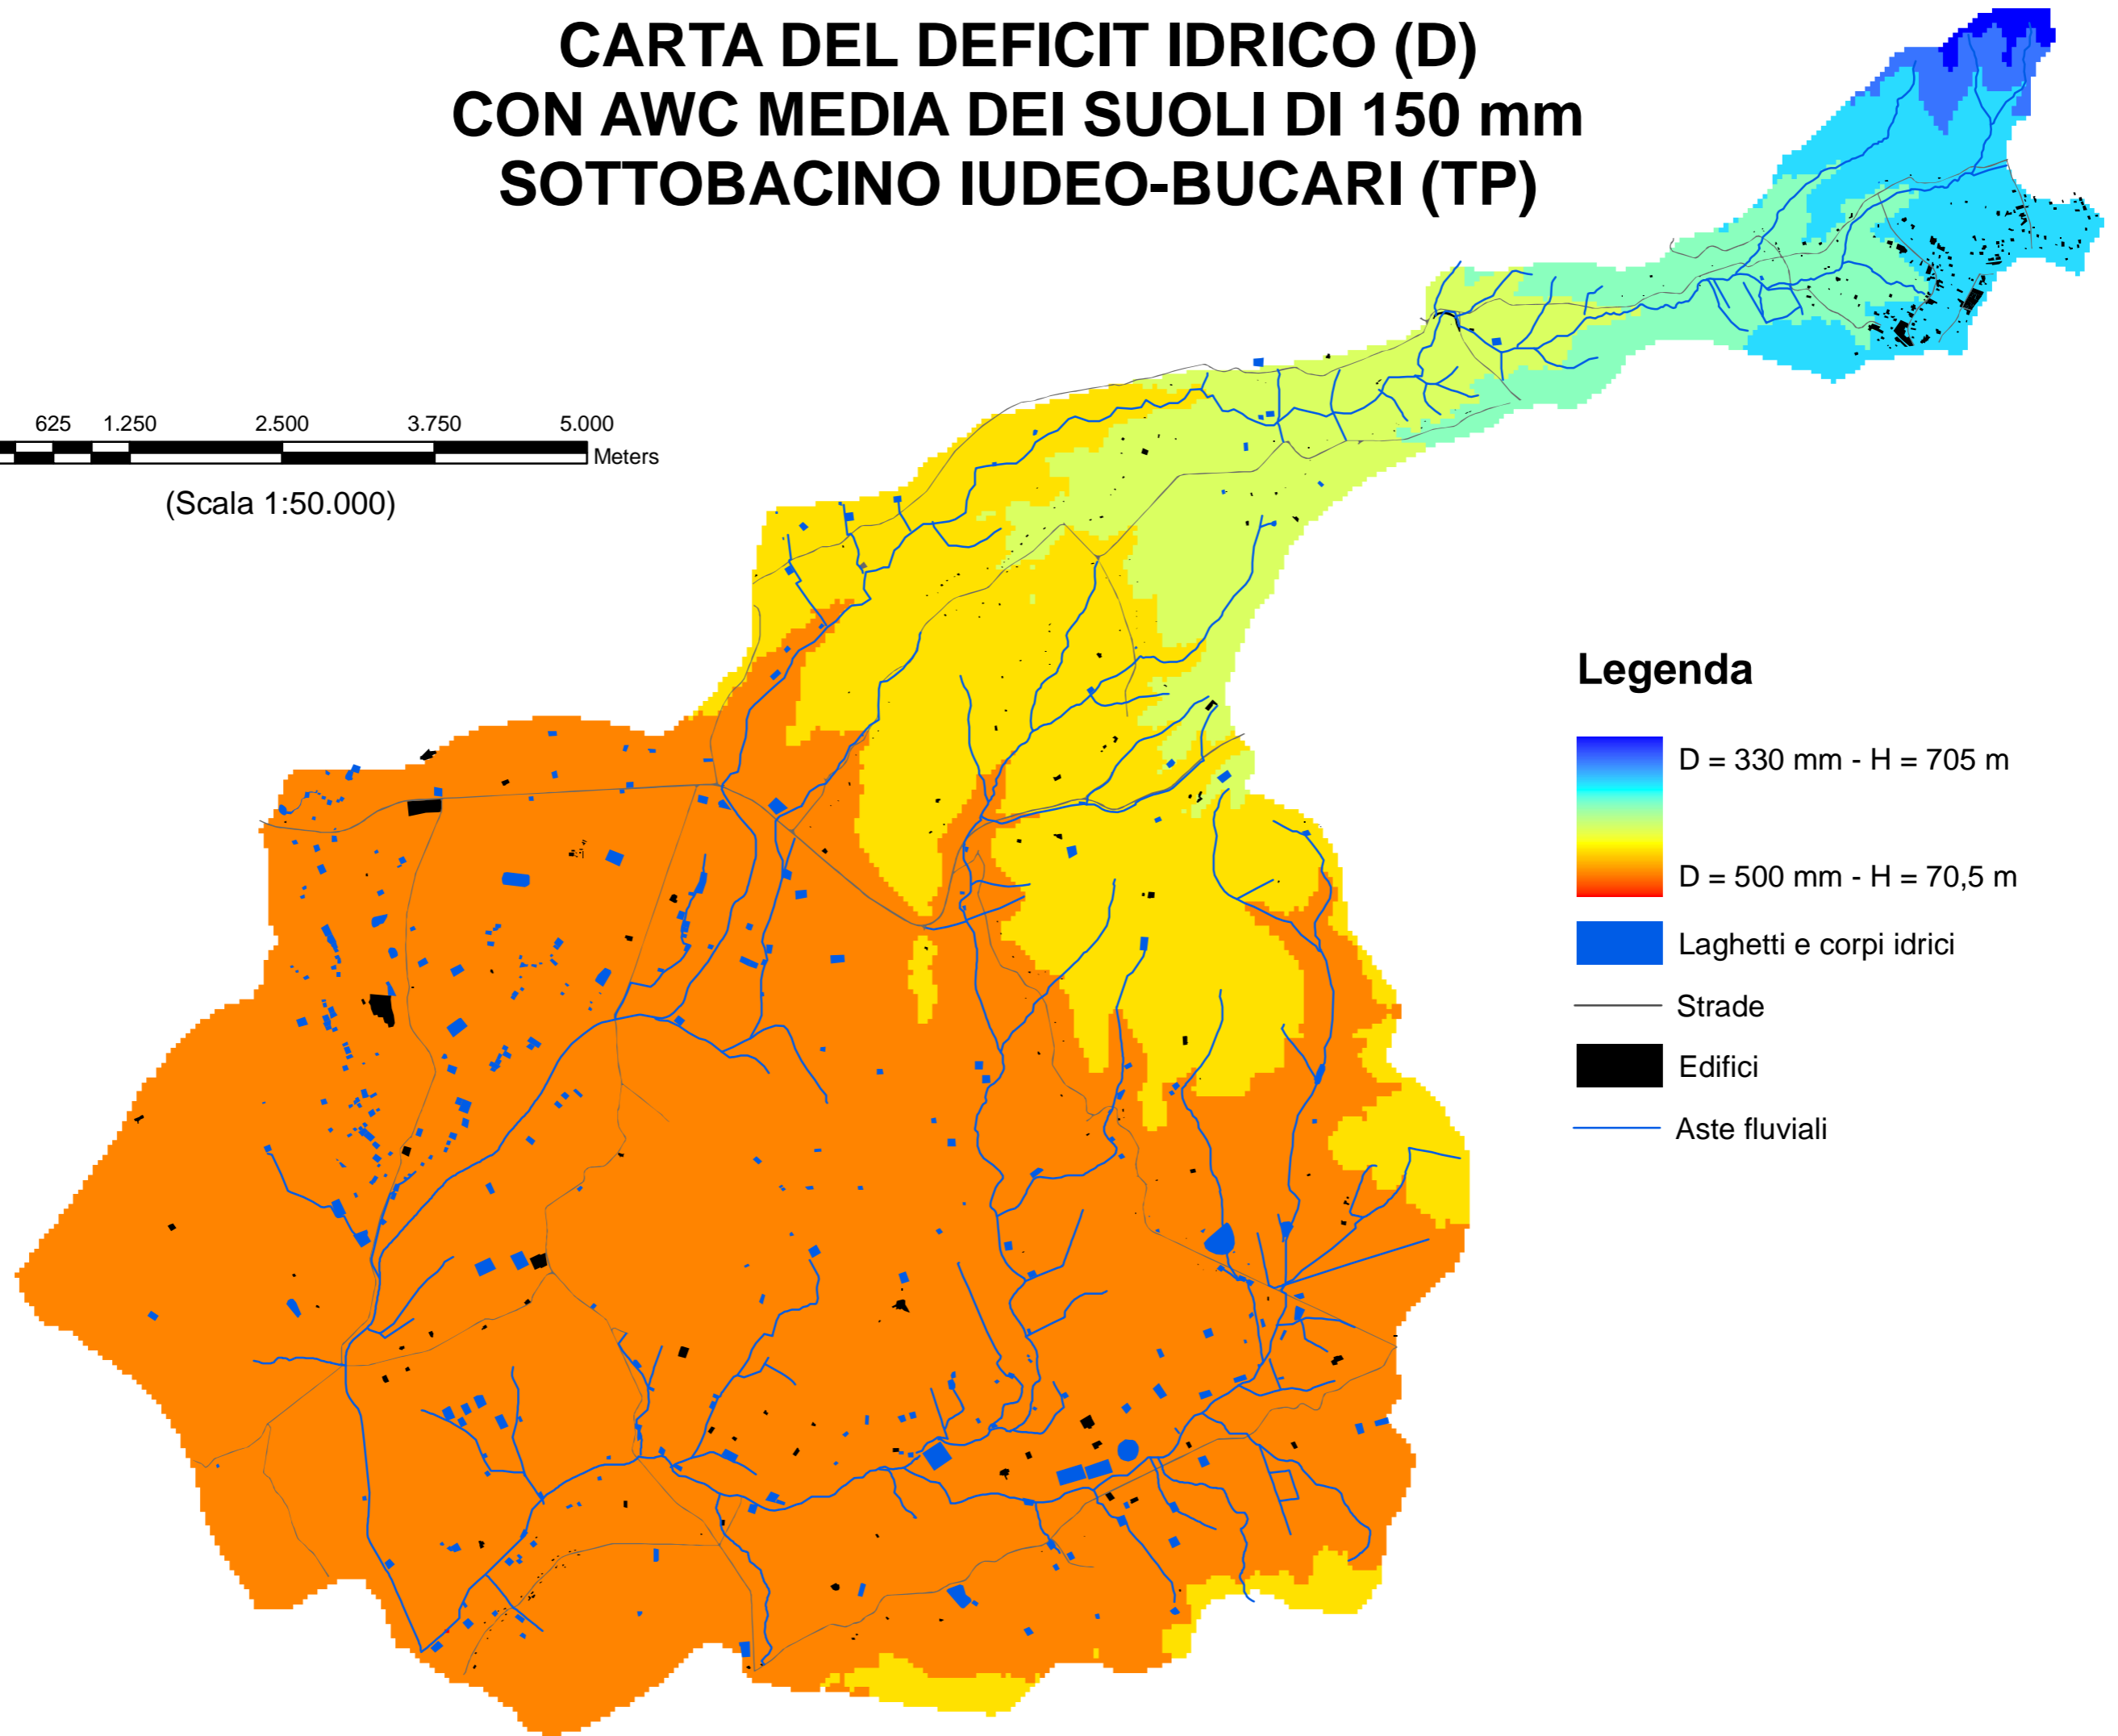 CARTA DEL DEFICIT IDRICO (D)
CON AWC MEDIA DEI SUOLI DI 150 mm
SOTTOBACINO IUDEO-BUCARI (TP)
625 1.250 2.500 3.750 5.000
Meters
(Scala 1:50.000)
Legenda
D = 330 mm - H = 705 m
D = 500 mm - H = 70,5 m
Laghetti e corpi idrici
Strade
Edifici
Aste fluviali